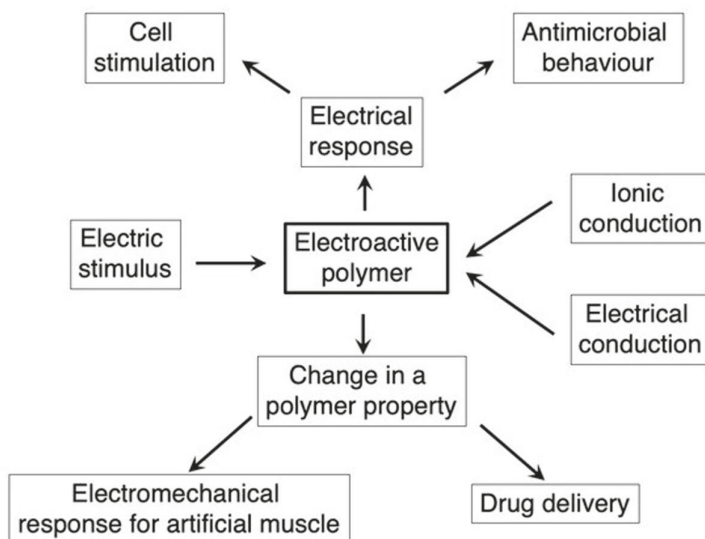 Cell
stimulation
Antimicrobial
behaviour
Electrical
response
Ionic
conduction
Electric
stimulus
Electroactive
polymer
Electrical
conduction
Change in a
polymer property
Electromechanical
response for artificial muscle
Drug delivery